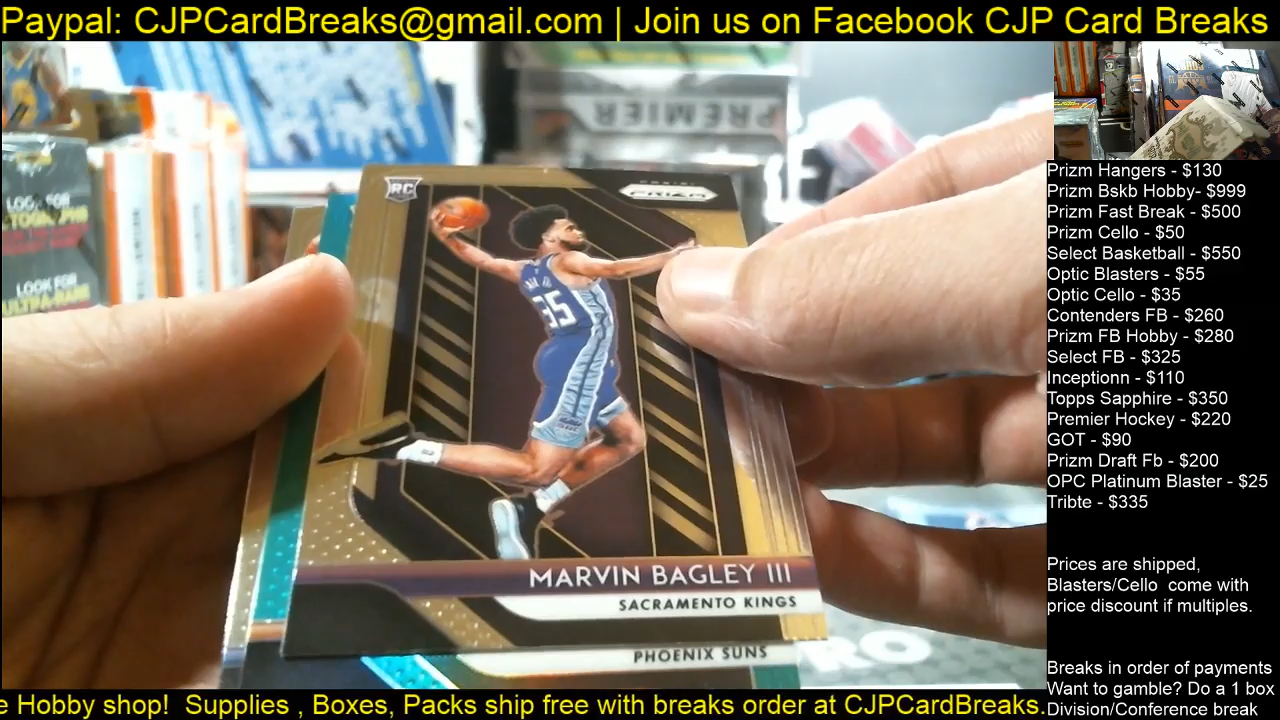 Paypal: CJPCardBreaks@gmail.com | Join us on Facebook CJP Card Breaks
PREMIER
LOOK FOR
LOOK FOR
ULTRA-RARE
RC
PANINI
PRIZM
35
MARVIN BAGLEY III
SACRAMENTO KINGS
PHOENIX SUNS
Prizm Hangers - $130
Prizm Bskb Hobby- $999
Prizm Fast Break - $500
Prizm Cello - $50
Select Basketball - $550
Optic Blasters - $55
Optic Cello - $35
Contenders FB - $260
Prizm FB Hobby - $280
Select FB - $325
Inceptionn - $110
Topps Sapphire - $350
Premier Hockey - $220
GOT - $90
Prizm Draft Fb - $200
OPC Platinum Blaster - $25
Tribte - $335
Prices are shipped,
Blasters/Cello come with
price discount if multiples.
Breaks in order of payments
Want to gamble? Do a 1 box
Division/Conference break
e Hobby shop! Supplies , Boxes, Packs ship free with breaks order at CJPCardBreaks.